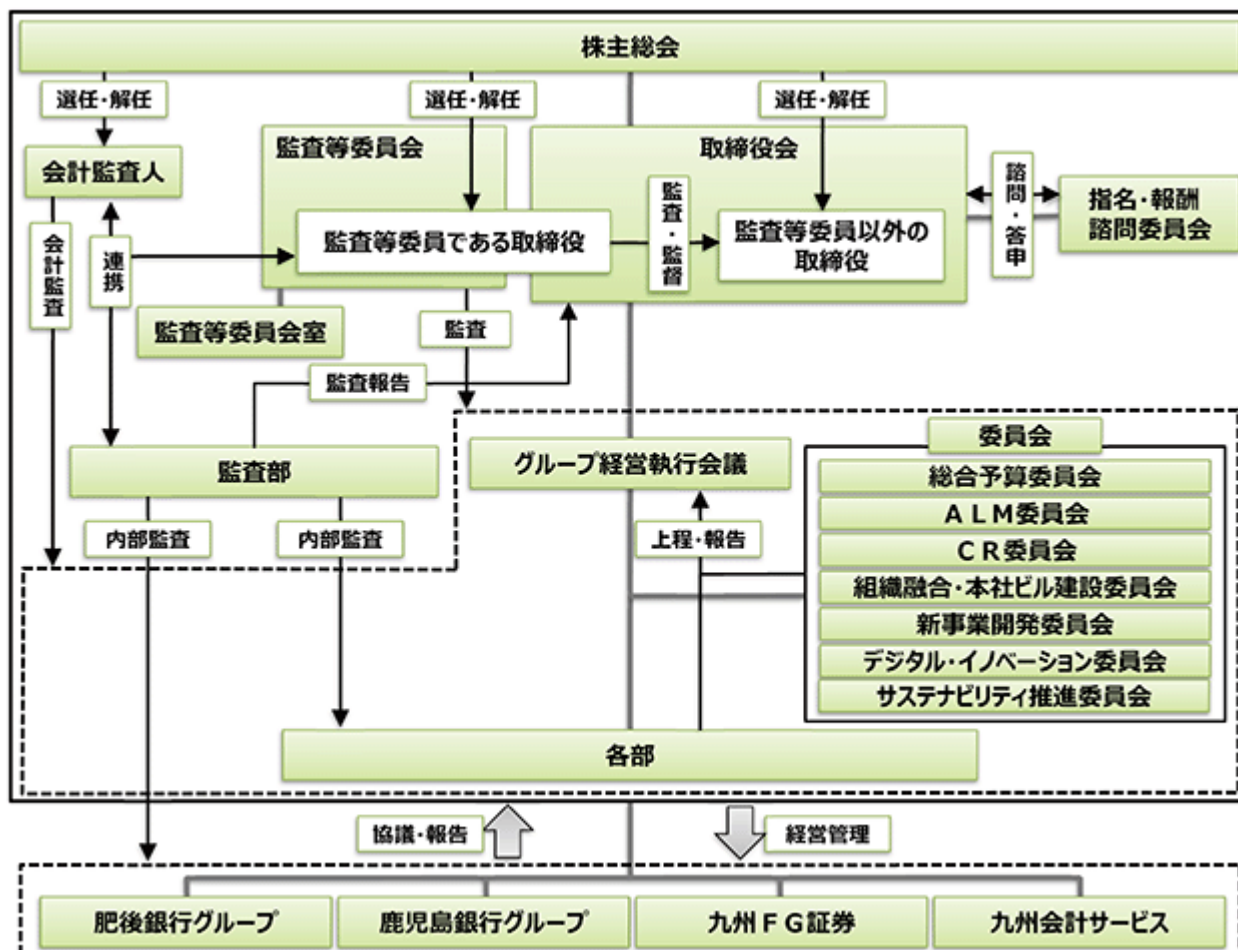 株主総会
選任・解任
選任・解任
選任・解任
会計監査人
監査等委員会
取締役会
監査等委員である取締役
監査・監督
監査等委員以外の
取締役
諮問・答申
指名・報酬
諮問委員会
会計監査
連携
監査等委員会室
監査
監査報告
監査部
グループ経営執行会議
委員会
総合予算委員会
ＡＬＭ委員会
ＣＲ委員会
組織融合・本社ビル建設委員会
新事業開発委員会
デジタル・イノベーション委員会
サステナビリティ推進委員会
内部監査
内部監査
上程・報告
各部
協議・報告
経営管理
肥後銀行グループ
鹿児島銀行グループ
九州ＦＧ証券
九州会計サービス